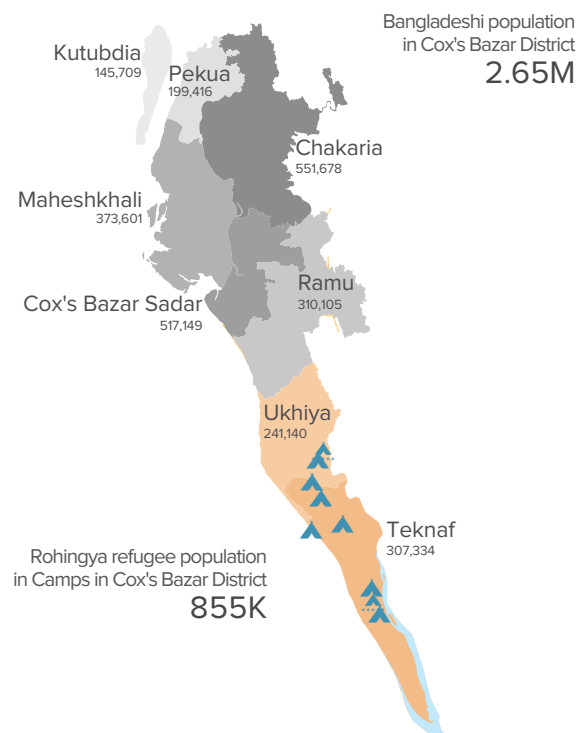 Bangladeshi population
in Cox's Bazar District
2.65M
Kutubdia
145,709
Pekua
199,416
Chakaria
551,678
Maheshkhali
373,601
Ramu
310,105
Cox's Bazar Sadar
517,149
Ukhiya
241,140
Teknaf
307,334
Rohingya refugee population
in Camps in Cox's Bazar District
855K